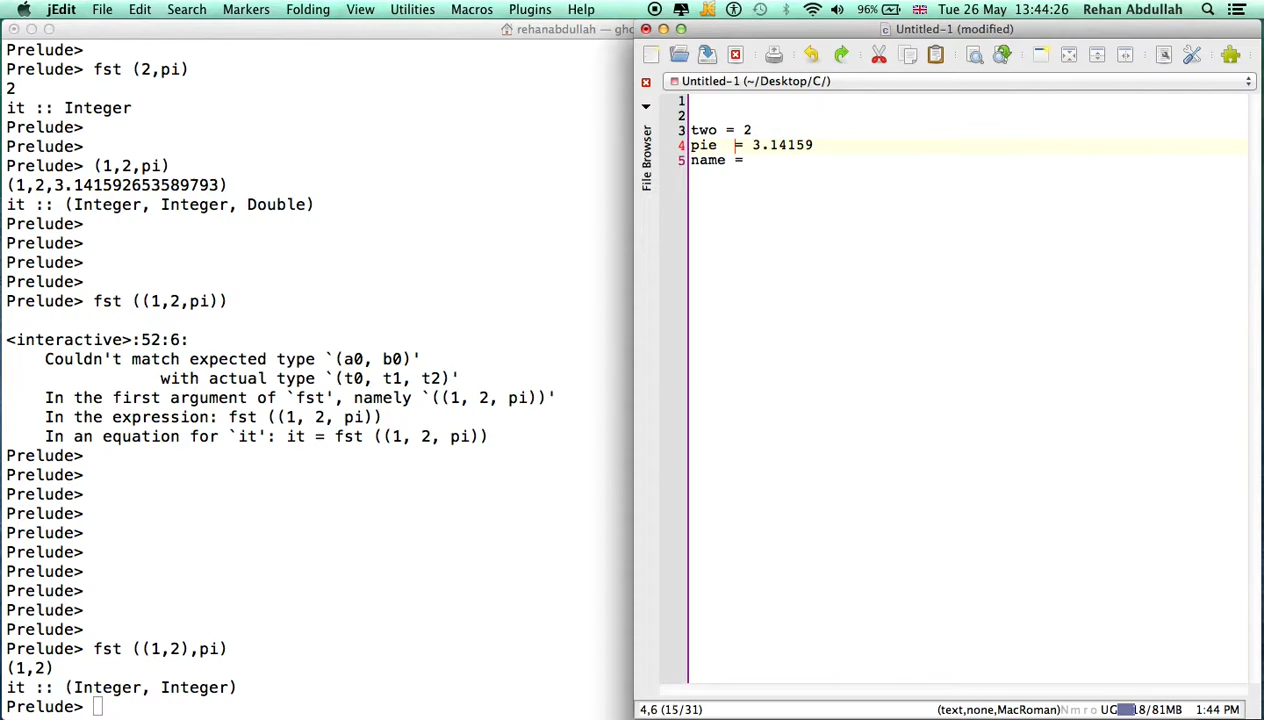 jEdit File Edit Search Markers Folding View Utilities Macros Plugins Help 96% Tue 26 May 13:44:26 Rehan Abdullah
rehanabdullah — gh
Prelude>
Prelude> fst (2,pi)
2
it :: Integer
Prelude>
Prelude>
Prelude> (1,2,pi)
(1,2,3.141592653589793)
it :: (Integer, Integer, Double)
Prelude>
Prelude>
Prelude>
Prelude>
Prelude> fst ((1,2,pi))
<interactive>:52:6:
Couldn't match expected type `(a0, b0)'
with actual type `(t0, t1, t2)'
In the first argument of `fst', namely `((1, 2, pi))'
In the expression: fst ((1, 2, pi))
In an equation for `it': it = fst ((1, 2, pi))
Prelude>
Prelude>
Prelude>
Prelude>
Prelude>
Prelude>
Prelude>
Prelude>
Prelude>
Prelude>
Prelude> fst ((1,2),pi)
(1,2)
it :: (Integer, Integer)
Prelude>
Untitled-1 (modified)
Untitled-1 (~/Desktop/C/)
File Browser
1
2
3 two = 2
4 pie = 3.14159
5 name =
4,6 (15/31) (text,none,MacRoman) N m r o UG 18/81MB 1:44 PM